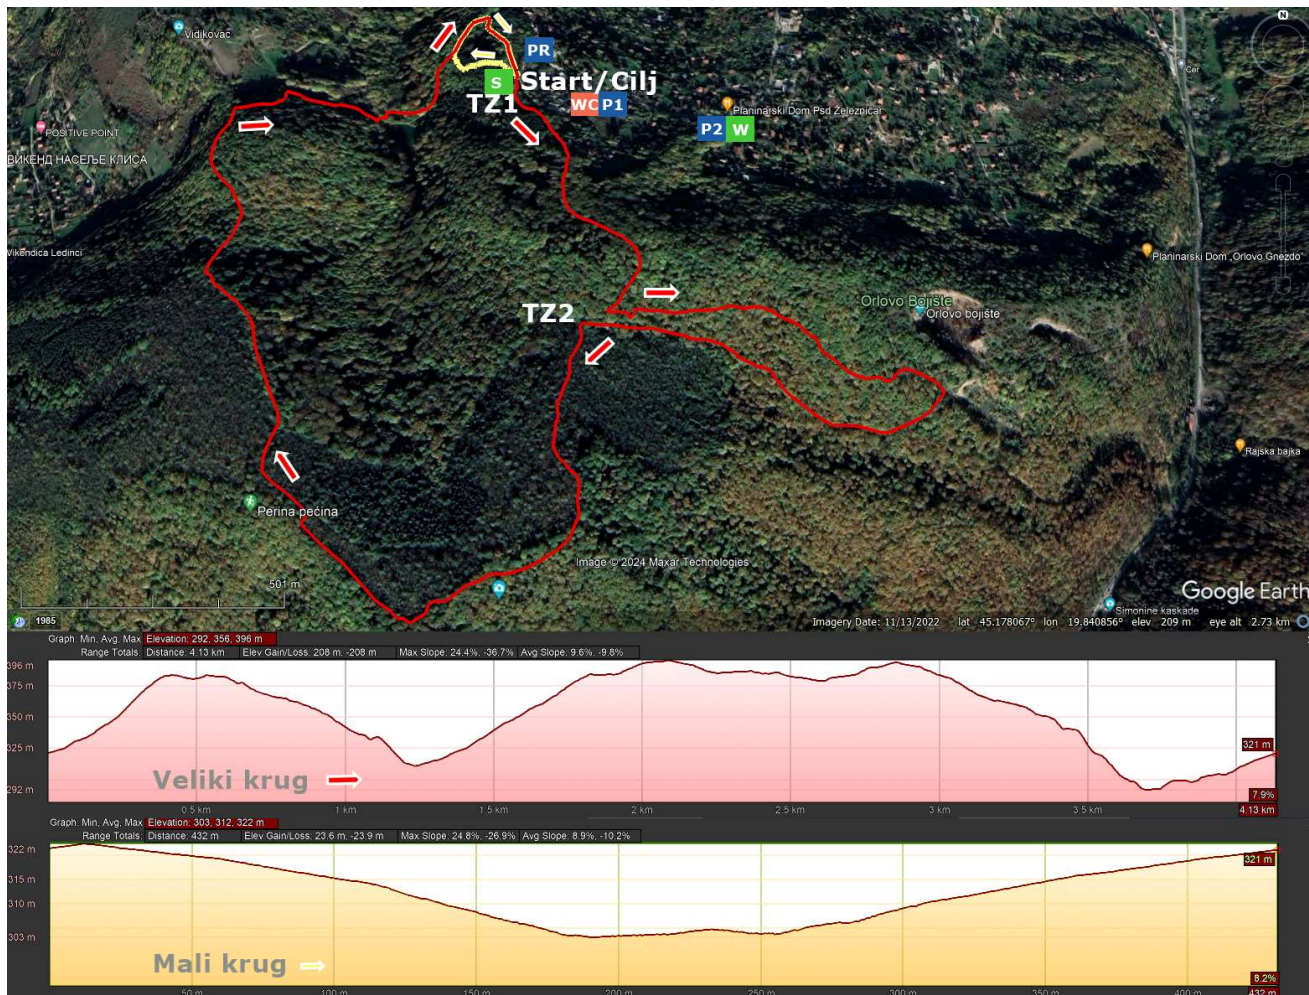 N
Vidikovac
PR
Cer
S Start/Cilj
TZ1
WC P1
Planinarski Dom Psd Železničar
P2 W
POSITIVE POINT
ВИКЕНД НАСЕЉЕ КЛИСА
Vikendica Ledinci
Planinarski Dom „Orlovo Gnezdo"
Orlovo Bojište
Orlovo bojište
TZ2
Rajska bajka
Perina pećina
Image © 2024 Maxar Technologies
501 m
Google Earth
Simonine kaskade
1985
Imagery Date: 11/13/2022 lat 45.178067° lon 19.840856° elev 209 m eye alt 2.73 km
Graph: Min, Avg, Max Elevation: 292, 356, 396 m
Range Totals: Distance: 4.13 km Elev Gain/Loss: 208 m, -208 m Max Slope: 24.4%, -36.7% Avg Slope: 9.6%, -9.8%
396 m
375 m
350 m
325 m
321 m
Veliki krug
292 m
7.9%
0.5 km 1 km 1.5 km 2 km 2.5 km 3 km 3.5 km 4.13 km
Graph: Min, Avg, Max Elevation: 303, 312, 322 m
Range Totals: Distance: 432 m Elev Gain/Loss: 23.6 m, -23.9 m Max Slope: 24.8%, -26.9% Avg Slope: 8.9%, -10.2%
322 m
321 m
315 m
310 m
303 m
Mali krug
8.2%
50 m 100 m 150 m 200 m 250 m 300 m 350 m 400 m 432 m